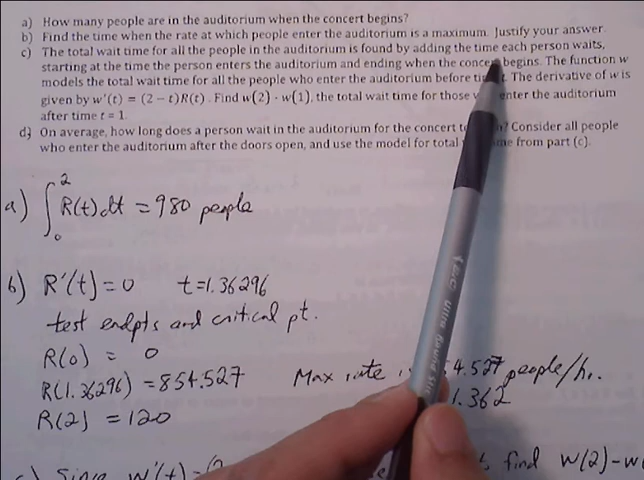 a) How many people are in the auditorium when the concert begins?
b) Find the time when the rate at which people enter the auditorium is a maximum. Justify your answer.
c) The total wait time for all the people in the auditorium is found by adding the time each person waits,
starting at the time the person enters the auditorium and ending when the concert begins. The function w
models the total wait time for all the people who enter the auditorium before t. The derivative of w is
given by w'(t) = (2 − t)R(t). Find w(2) - w(1), the total wait time for those enter the auditorium
after time t = 1.
d) On average, how long does a person wait in the auditorium for the concert Consider all people
who enter the auditorium after the doors open, and use the model for total from part (c).
a) ∫₀² R(t)dt = 980 people
b) R'(t)=0 t=1.36296
test endpts and critical pt.
R(0) = 0
R(1.36296) = 854.527 Max rate 4.527 people/hr.
R(2) = 120 1.362
c) Since W'(t)=(2 find W(2)-W